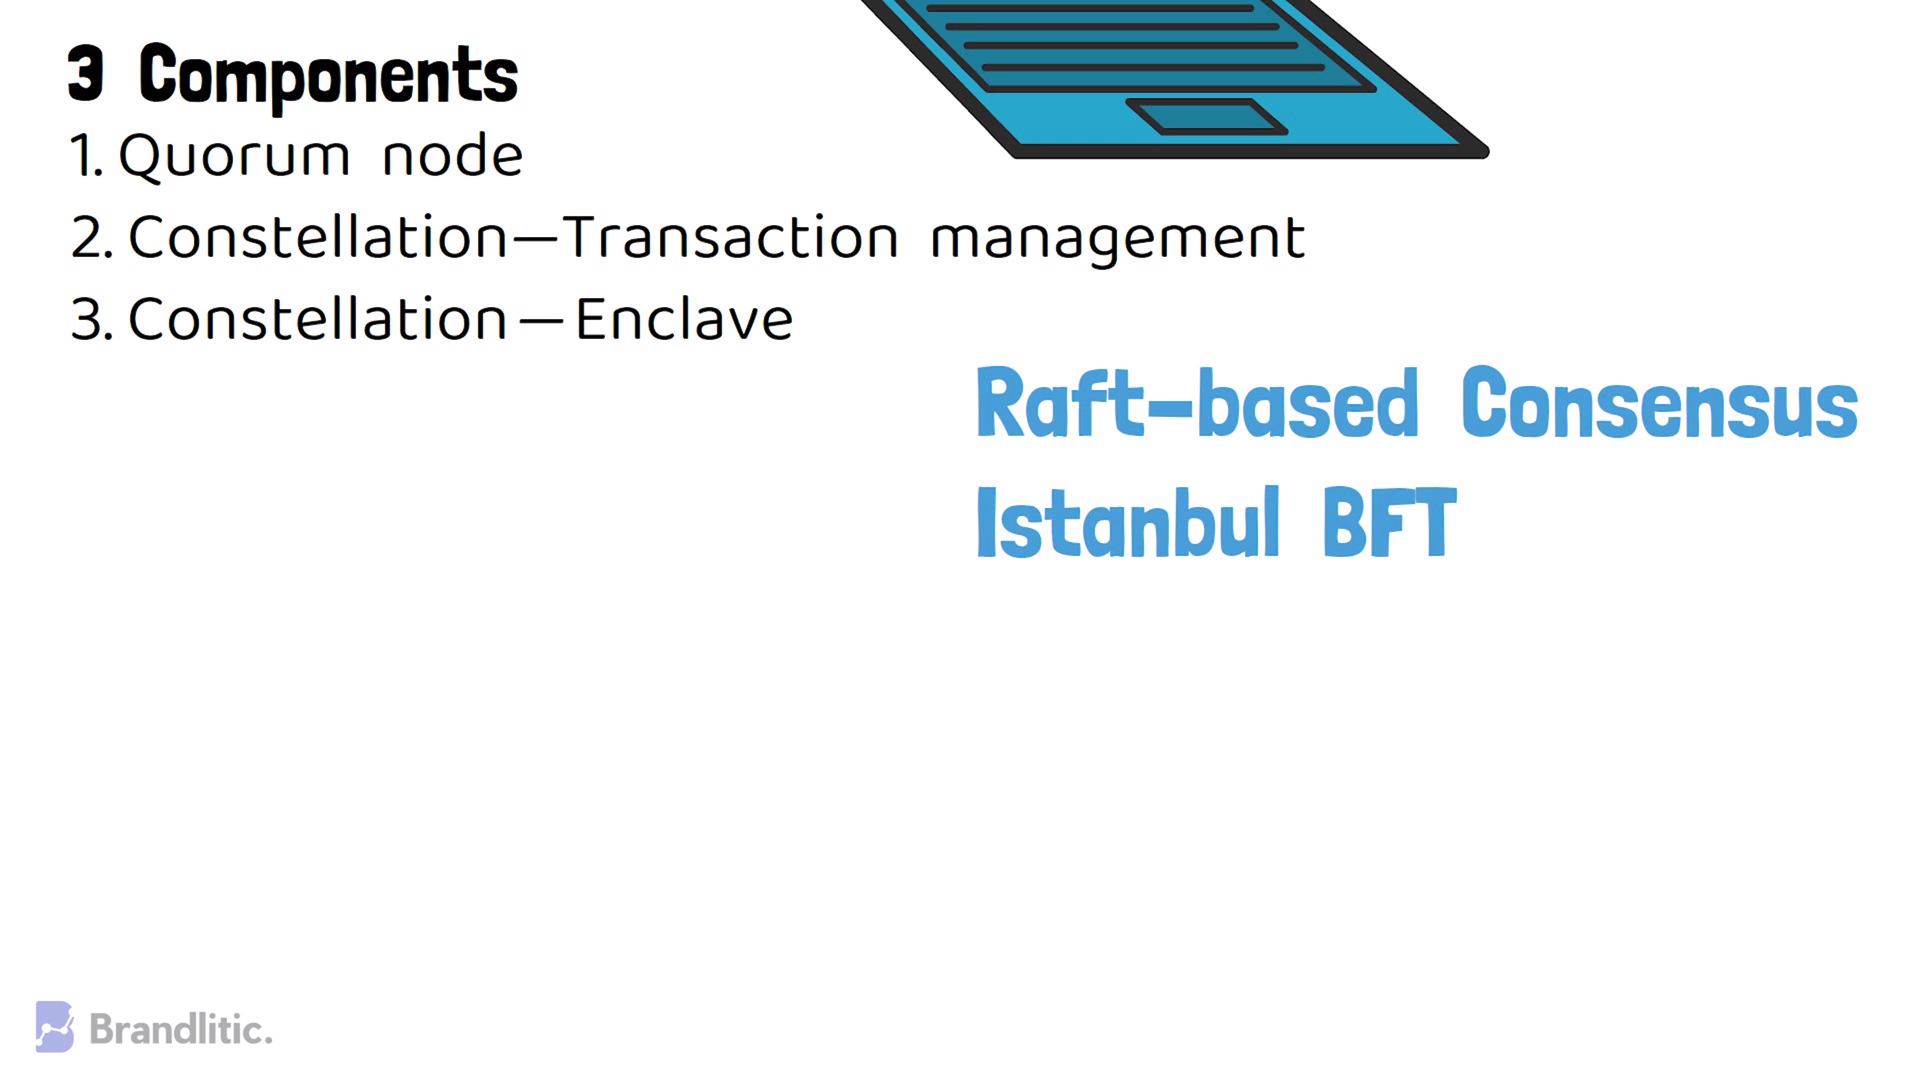 3 Components
1. Quorum node
2. Constellation—Transaction management
3. Constellation — Enclave
Raft-based Consensus
Istanbul BFT
Brandlitic.